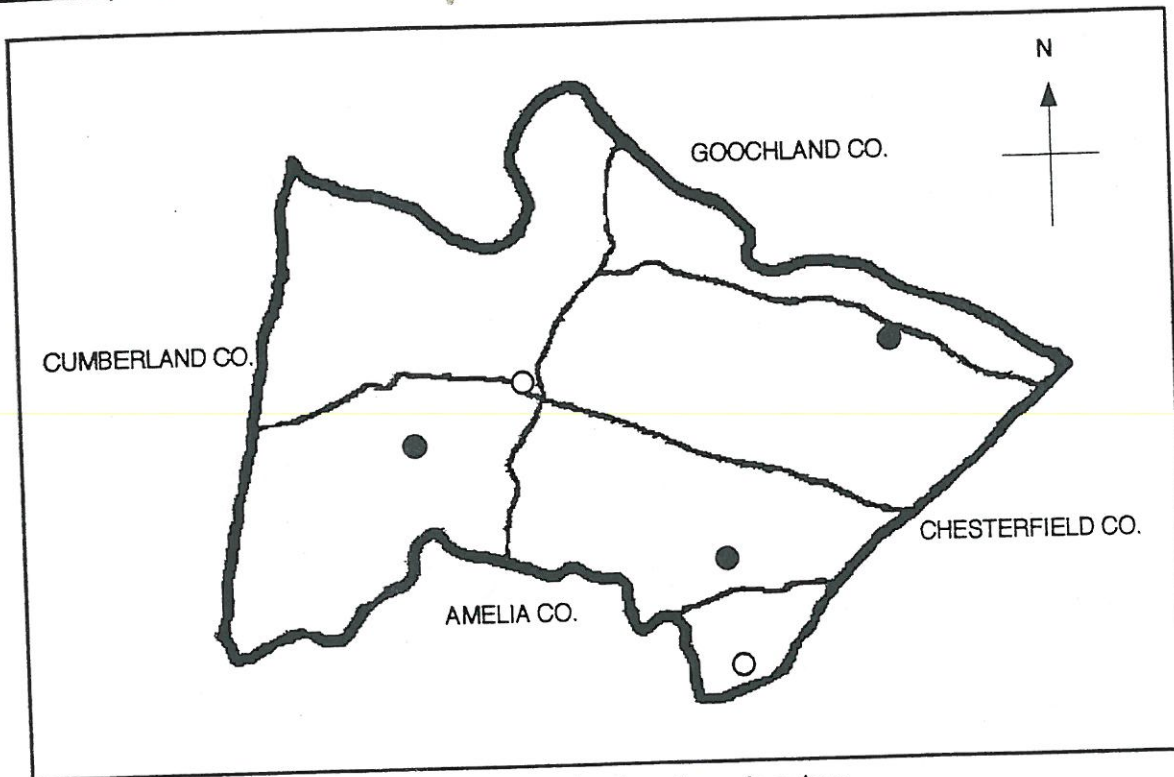 N
GOOCHLAND CO.
CUMBERLAND CO.
CHESTERFIELD CO.
AMELIA CO.